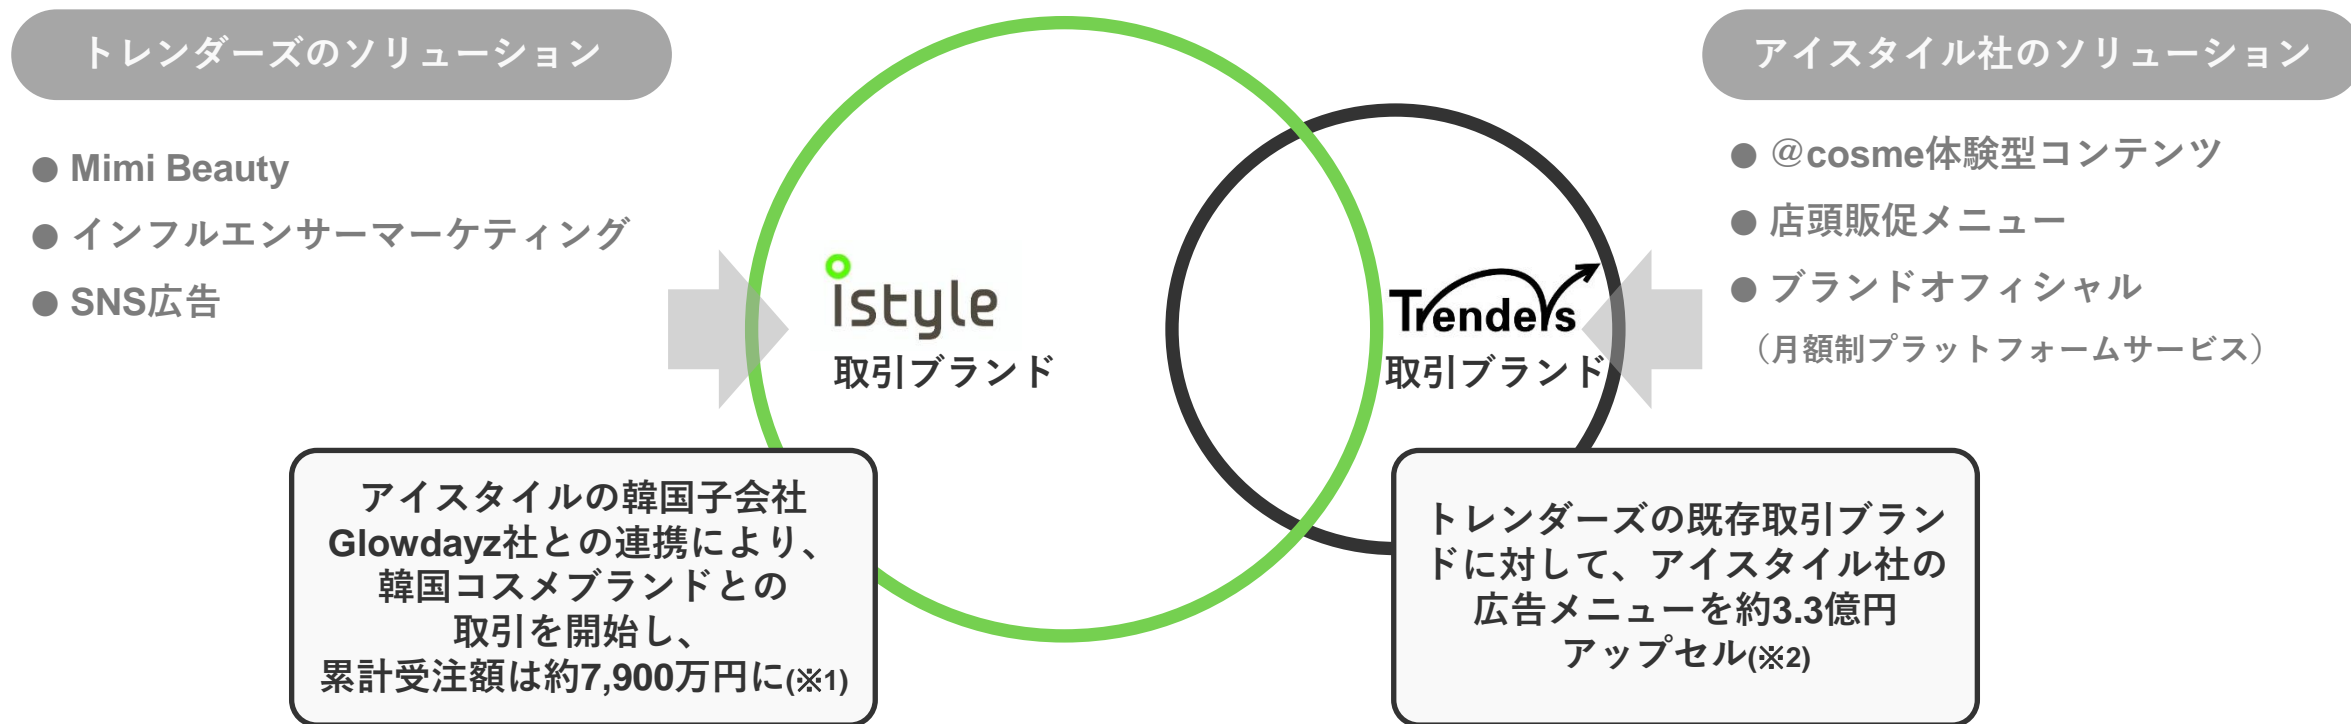 トレンダーズのソリューション
● Mimi Beauty
● インフルエンサーマーケティング
● SNS広告
istyle
取引ブランド
Trenders
取引ブランド
アイスタイル社のソリューション
● @cosme体験型コンテンツ
● 店頭販促メニュー
● ブランドオフィシャル
（月額制プラットフォームサービス）
アイスタイルの韓国子会社
Glowdayz社との連携により、
韓国コスメブランドとの
取引を開始し、
累計受注額は約7,900万円に(※1)
トレンダーズの既存取引ブラン
ドに対して、アイスタイル社の
広告メニューを約3.3億円
アップセル(※2)